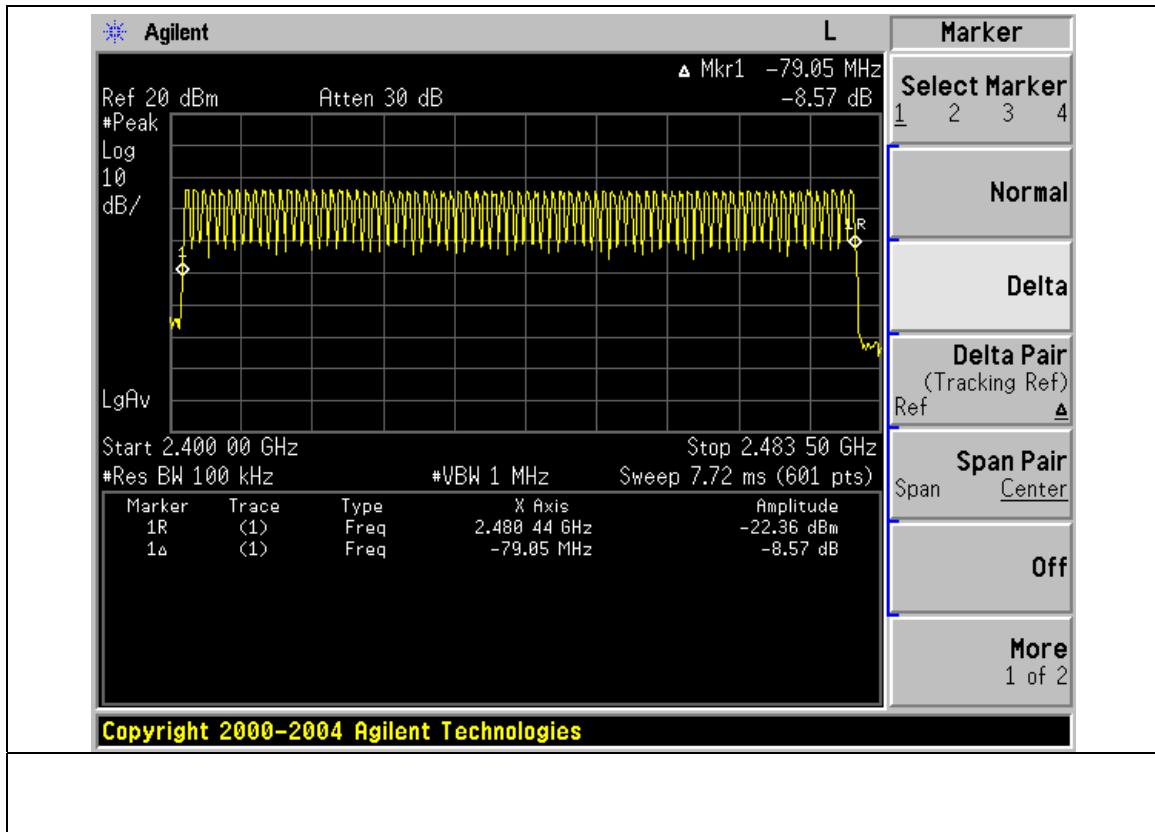 Agilent L
Δ Mkr1 -79.05 MHz
Ref 20 dBm Atten 30 dB -8.57 dB
#Peak
Log
10
dB/
1 1R
LgAv
Start 2.400 00 GHz Stop 2.483 50 GHz
#Res BW 100 kHz #VBW 1 MHz Sweep 7.72 ms (601 pts)
Marker Trace Type X Axis Amplitude
1R (1) Freq 2.480 44 GHz -22.36 dBm
1Δ (1) Freq -79.05 MHz -8.57 dB
Marker
Select Marker
1 2 3 4
Normal
Delta
Delta Pair
(Tracking Ref)
Ref Δ
Span Pair
Span Center
Off
More
1 of 2
Copyright 2000-2004 Agilent Technologies